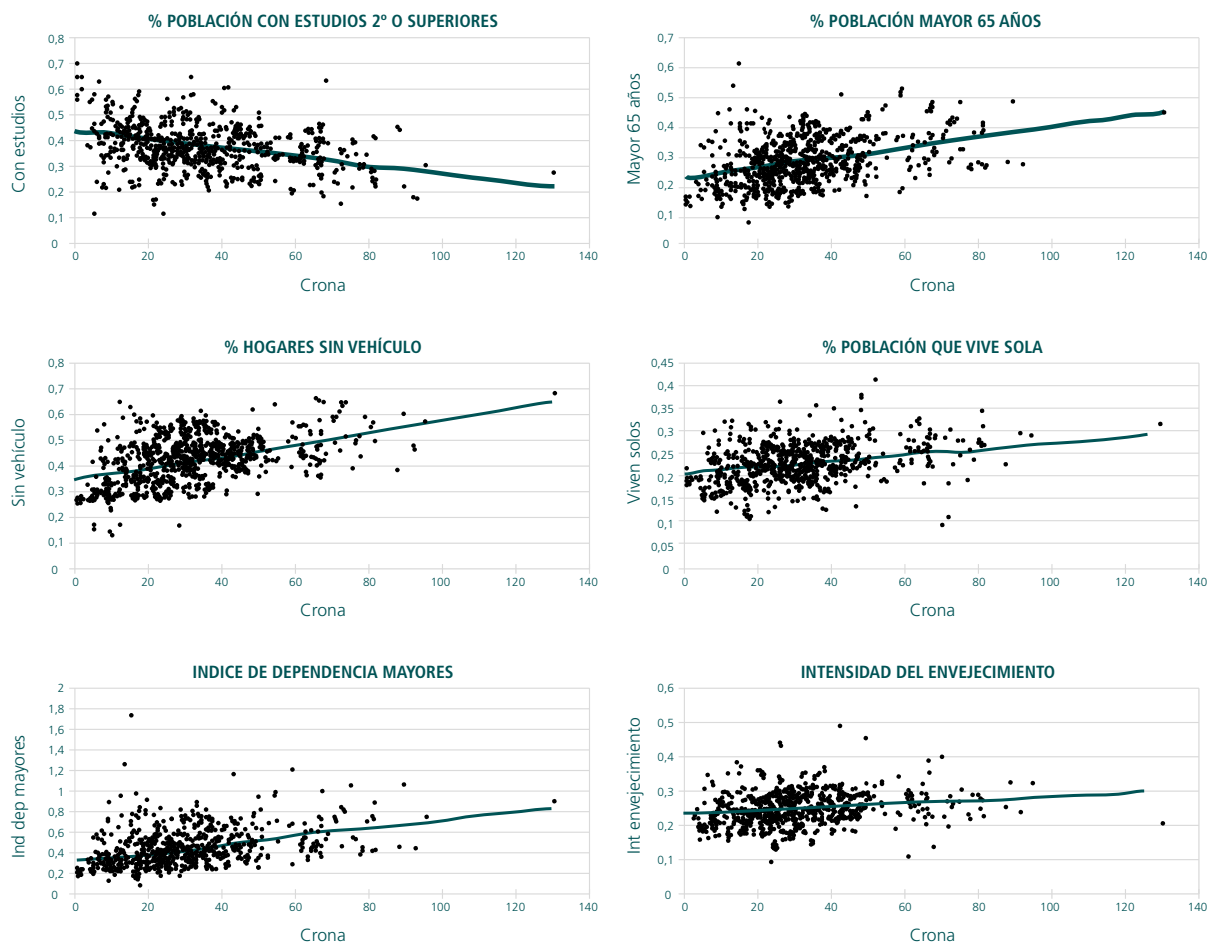 % POBLACIÓN CON ESTUDIOS 2º O SUPERIORES
0,8
0,7
0,6
0,5
0,4
0,3
0,2
0,1
0
Con estudios
0 20 40 60 80 100 120 140
Crona
% POBLACIÓN MAYOR 65 AÑOS
0,7
0,6
0,5
0,4
0,3
0,2
0,1
0
Mayor 65 años
0 20 40 60 80 100 120 140
Crona
% HOGARES SIN VEHÍCULO
0,8
0,7
0,6
0,5
0,4
0,3
0,2
0,1
0
Sin vehículo
0 20 40 60 80 100 120 140
Crona
% POBLACIÓN QUE VIVE SOLA
0,45
0,4
0,35
0,3
0,25
0,2
0,15
0,1
0,05
0
Viven solos
0 20 40 60 80 100 120 140
Crona
INDICE DE DEPENDENCIA MAYORES
2
1,8
1,6
1,4
1,2
1
0,8
0,6
0,4
0,2
0
Ind dep mayores
0 20 40 60 80 100 120 140
Crona
INTENSIDAD DEL ENVEJECIMIENTO
0,6
0,5
0,4
0,3
0,2
0,1
0
Int envejecimiento
0 20 40 60 80 100 120 140
Crona